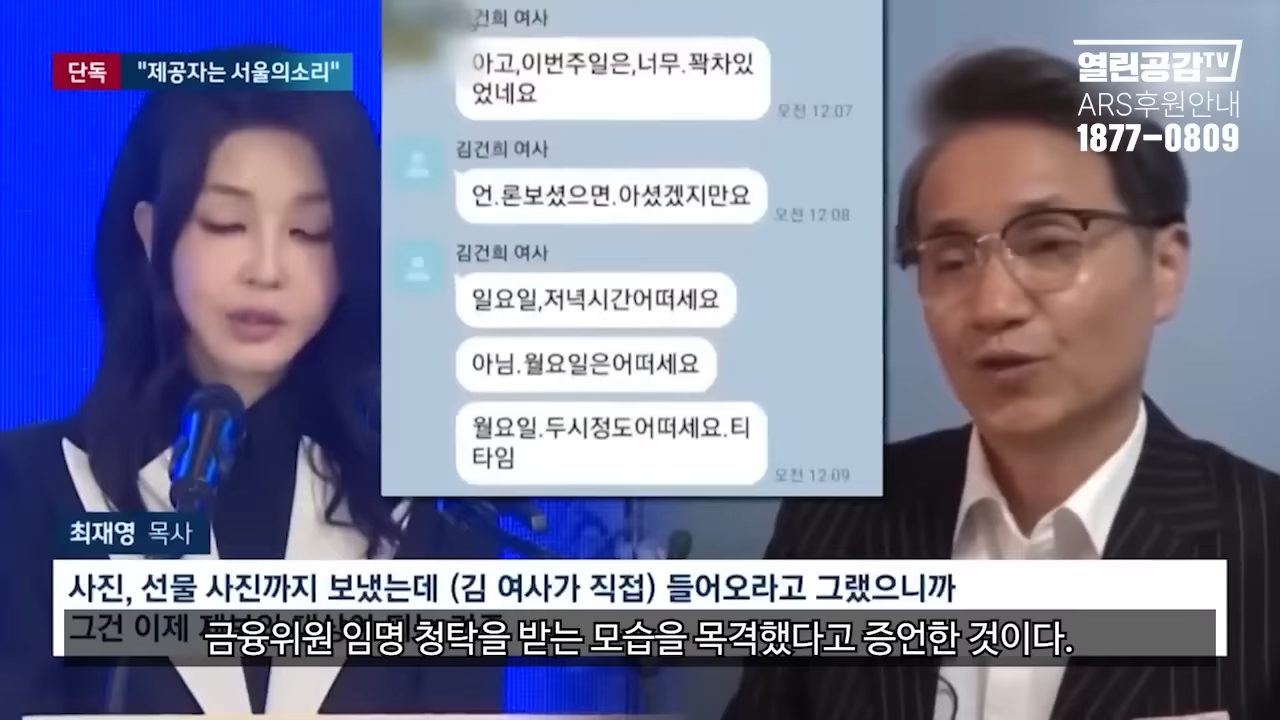 단독 "제공자는 서울의소리"
열린공감TV
ARS후원안내
1877-0809
김건희 여사
아고,이번주일은,너무.꽉차있
었네요
오전 12:07
김건희 여사
언.론보셨으면.아셨겠지만요
오전 12:08
김건희 여사
일요일,저녁시간어떠세요
아님.월요일은어떠세요
월요일.두시정도어떠세요.티
타임
오전 12:09
최재영 목사
사진, 선물 사진까지 보냈는데 (김 여사가 직접) 들어오라고 그랬으니까
그건 이제
금융위원 임명 청탁을 받는 모습을 목격했다고 증언한 것이다.